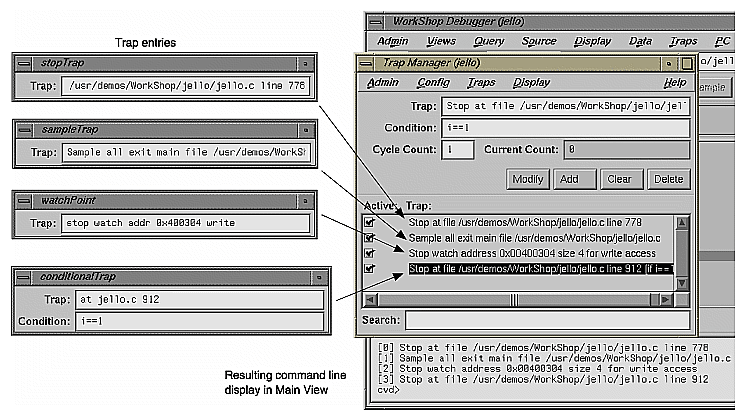 Trap entries
stopTrap
Trap: /usr/demos/WorkShop/jello/jello.c line 778
sampleTrap
Trap: Sample all exit main file /usr/demos/WorkS
watchPoint
Trap: stop watch addr 0x400304 write
conditionalTrap
Trap: at jello.c 912
Condition: i==1
Resulting command line
display in Main View
WorkShop Debugger (jello)
Admin Views Query Source Display Data Traps PC
o/jell
ample
Trap Manager (jello)
Admin Config Traps Display Help
Trap: Stop at file /usr/demos/WorkShop/jello/jel
Condition: i==1
Cycle Count: 1 Current Count: 0
Modify Add Clear Delete
Active: Trap:
Stop at file /usr/demos/WorkShop/jello/jello.c line 778
Sample all exit main file /usr/demos/WorkShop/jello/jello.c
Stop watch address 0x00400304 size 4 for write access
Stop at file /usr/demos/WorkShop/jello/jello.c line 912 [if i==1
Search:
[0] Stop at file /usr/demos/WorkShop/jello/jello.c line 778
[1] Sample all exit main file /usr/demos/WorkShop/jello/jello.c
[2] Stop watch address 0x00400304 size 4 for write access
[3] Stop at file /usr/demos/WorkShop/jello/jello.c line 912
cvd>